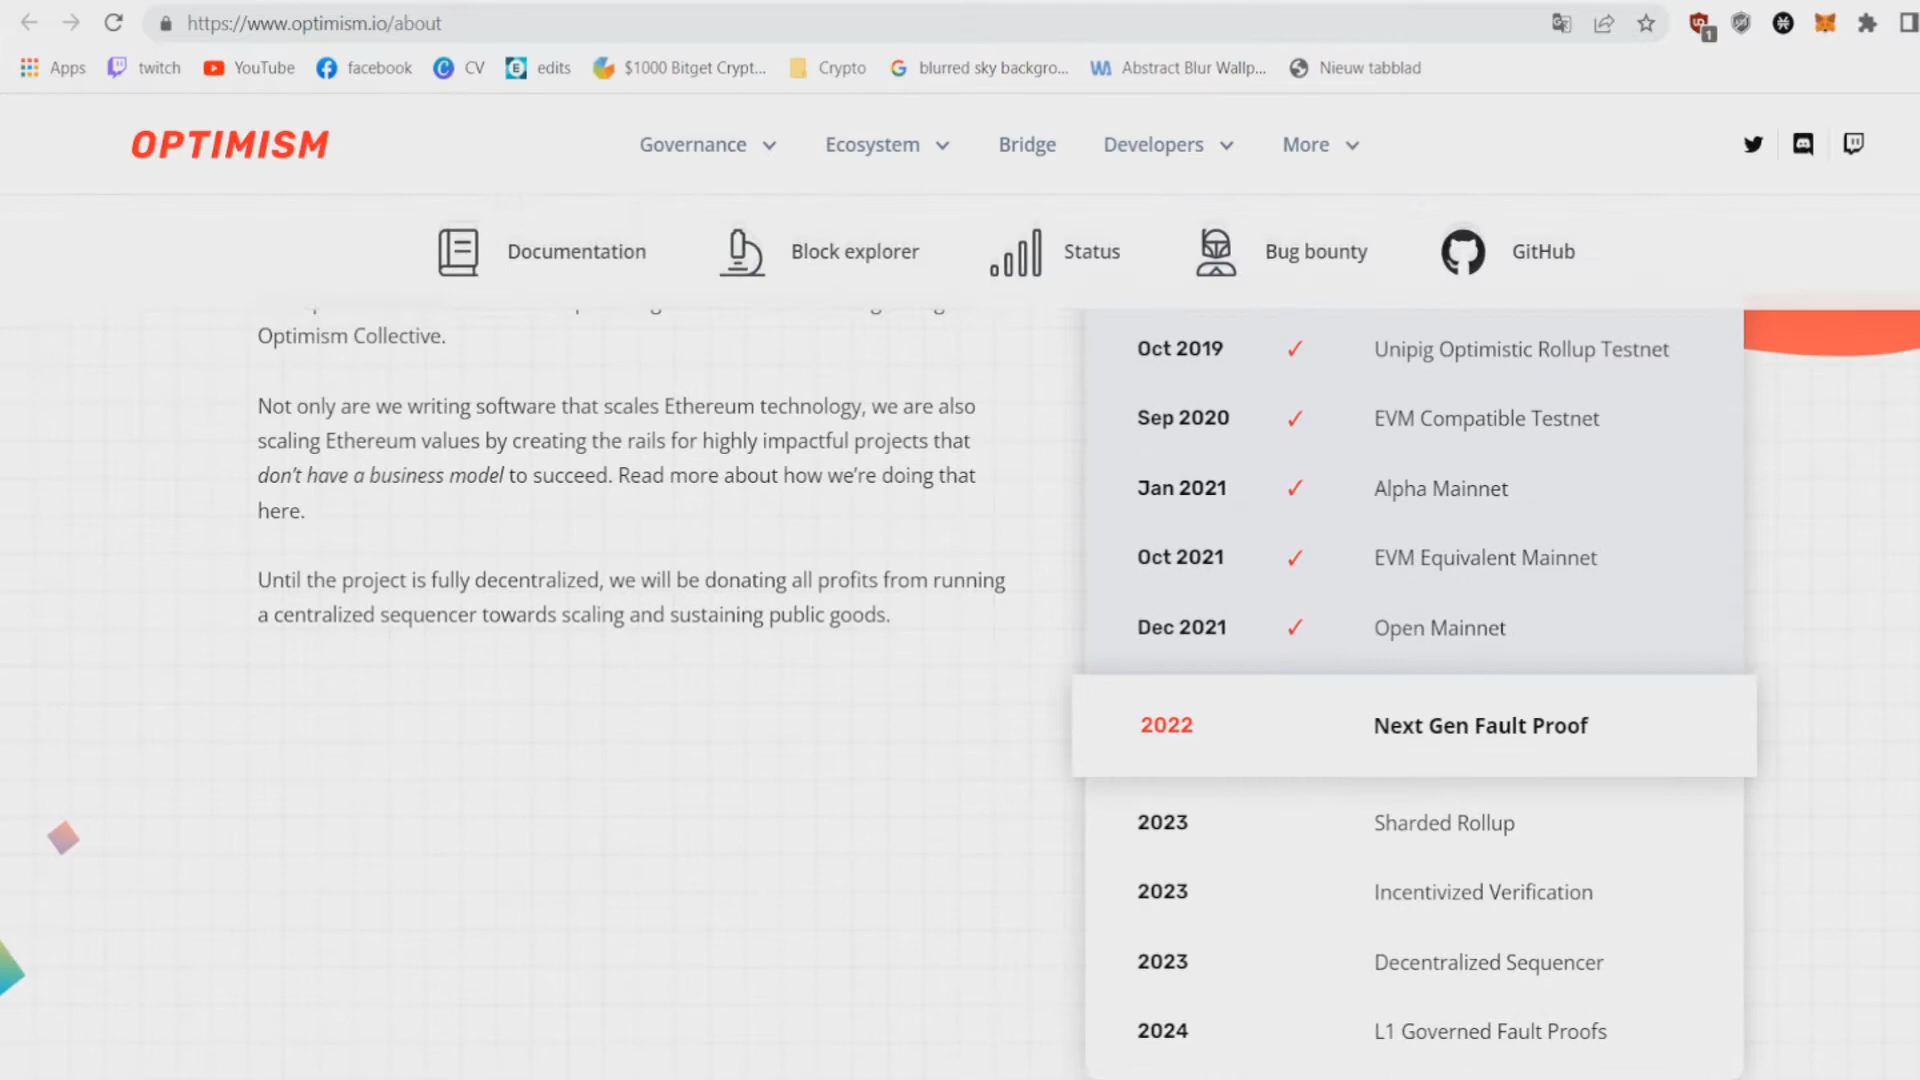 https://www.optimism.io/about
1
Apps twitch YouTube facebook CV edits $1000 Bitget Crypt... Crypto blurred sky backgro... Abstract Blur Wallp... Nieuw tabblad
OPTIMISM
Governance Ecosystem Bridge Developers More
Documentation Block explorer Status Bug bounty GitHub
Optimism Collective.
Not only are we writing software that scales Ethereum technology, we are also
scaling Ethereum values by creating the rails for highly impactful projects that
don't have a business model to succeed. Read more about how we're doing that
here.
Until the project is fully decentralized, we will be donating all profits from running
a centralized sequencer towards scaling and sustaining public goods.
Oct 2019 ✓ Unipig Optimistic Rollup Testnet
Sep 2020 ✓ EVM Compatible Testnet
Jan 2021 ✓ Alpha Mainnet
Oct 2021 ✓ EVM Equivalent Mainnet
Dec 2021 ✓ Open Mainnet
2022 Next Gen Fault Proof
2023 Sharded Rollup
2023 Incentivized Verification
2023 Decentralized Sequencer
2024 L1 Governed Fault Proofs